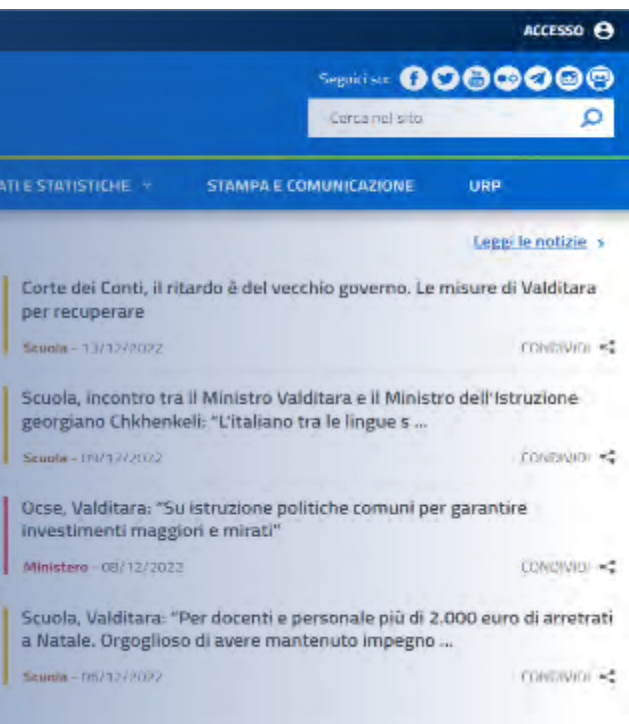 ACCESSO
Seguici su:
Cerca nel sito
ATI E STATISTICHE
STAMPA E COMUNICAZIONE
URP
Leggi le notizie
Corte dei Conti, il ritardo è del vecchio governo. Le misure di Valditara
per recuperare
Scuola - 13/12/2022
CONDIVIDI
Scuola, incontro tra il Ministro Valditara e il Ministro dell'Istruzione
georgiano Chkhenkeli: "L'italiano tra le lingue s ...
Scuola - 09/12/2022
CONDIVIDI
Ocse, Valditara: "Su istruzione politiche comuni per garantire
investimenti maggiori e mirati"
Ministero - 08/12/2022
CONDIVIDI
Scuola, Valditara: "Per docenti e personale più di 2.000 euro di arretrati
a Natale. Orgoglioso di avere mantenuto impegno ...
Scuola -
CONDIVIDI